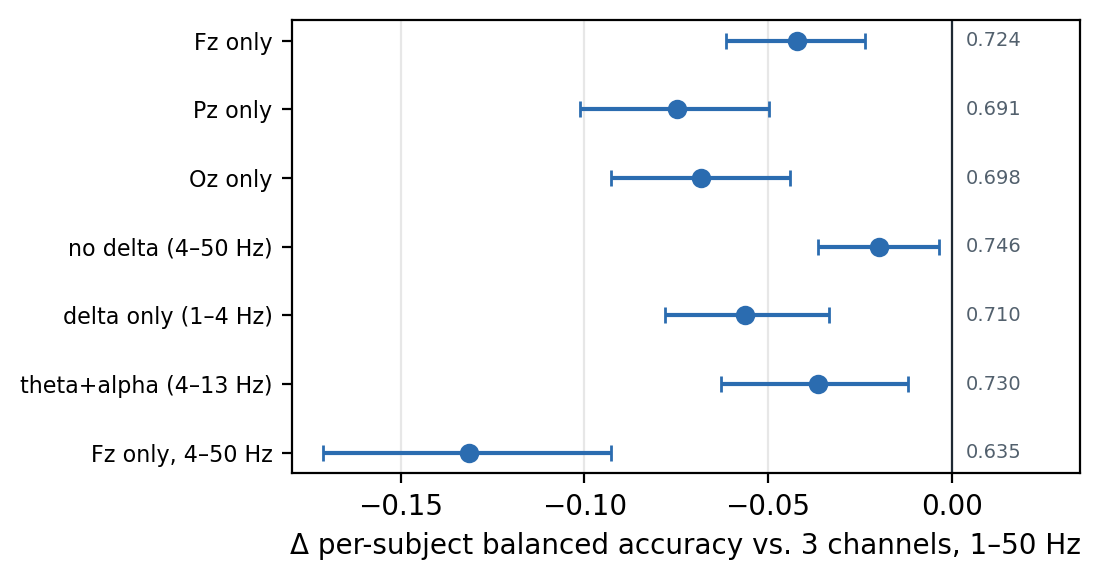 Fz only 0.724
Pz only 0.691
Oz only 0.698
no delta (4–50 Hz) 0.746
delta only (1–4 Hz) 0.710
theta+alpha (4–13 Hz) 0.730
Fz only, 4–50 Hz 0.635
−0.15 −0.10 −0.05 0.00
Δ per-subject balanced accuracy vs. 3 channels, 1–50 Hz